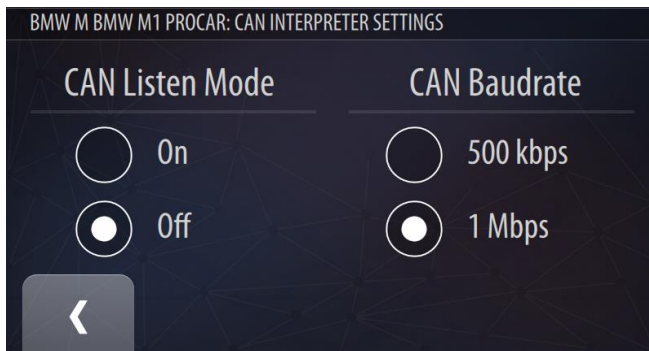 BMW M BMW M1 PROCAR: CAN INTERPRETER SETTINGS
CAN Listen Mode
On
Off
CAN Baudrate
500 kbps
1 Mbps